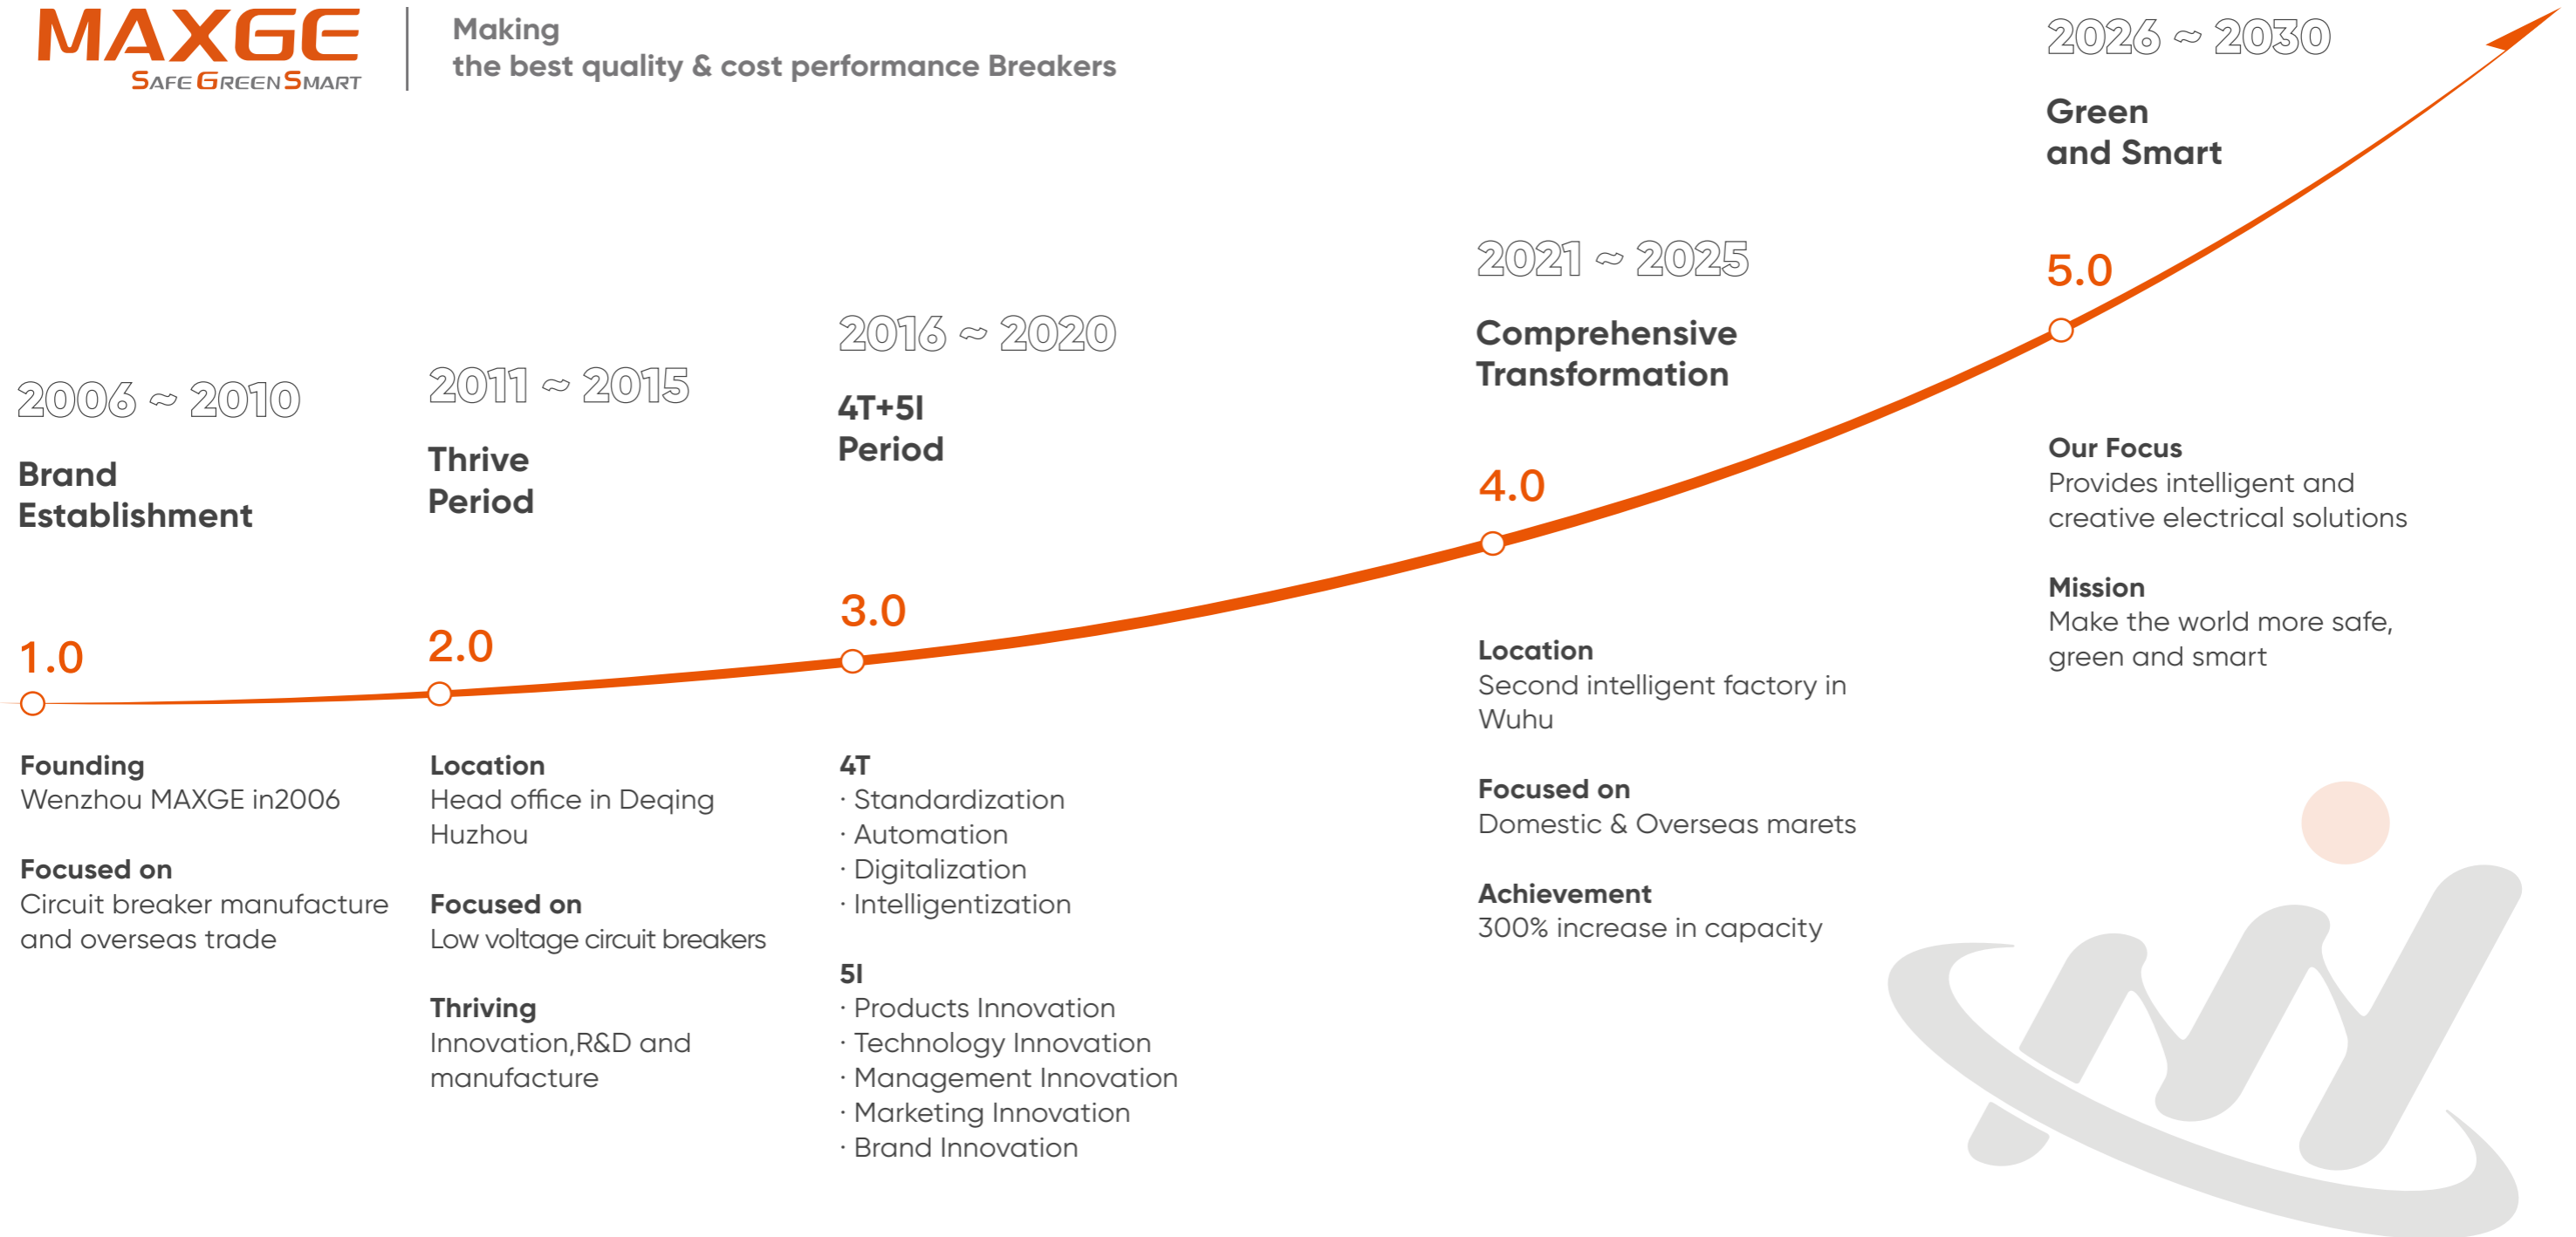 MAXGE
SAFE GREEN SMART
Making
the best quality & cost performance Breakers
2006 ~ 2010
Brand
Establishment
1.0
Founding
Wenzhou MAXGE in2006
Focused on
Circuit breaker manufacture
and overseas trade
2011 ~ 2015
Thrive
Period
2.0
Location
Head office in Deqing
Huzhou
Focused on
Low voltage circuit breakers
Thriving
Innovation,R&D and
manufacture
2016 ~ 2020
4T+5I
Period
3.0
4T
· Standardization
· Automation
· Digitalization
· Intelligentization
5I
· Products Innovation
· Technology Innovation
· Management Innovation
· Marketing Innovation
· Brand Innovation
2021 ~ 2025
Comprehensive
Transformation
4.0
Location
Second intelligent factory in
Wuhu
Focused on
Domestic & Overseas marets
Achievement
300% increase in capacity
2026 ~ 2030
Green
and Smart
5.0
Our Focus
Provides intelligent and
creative electrical solutions
Mission
Make the world more safe,
green and smart